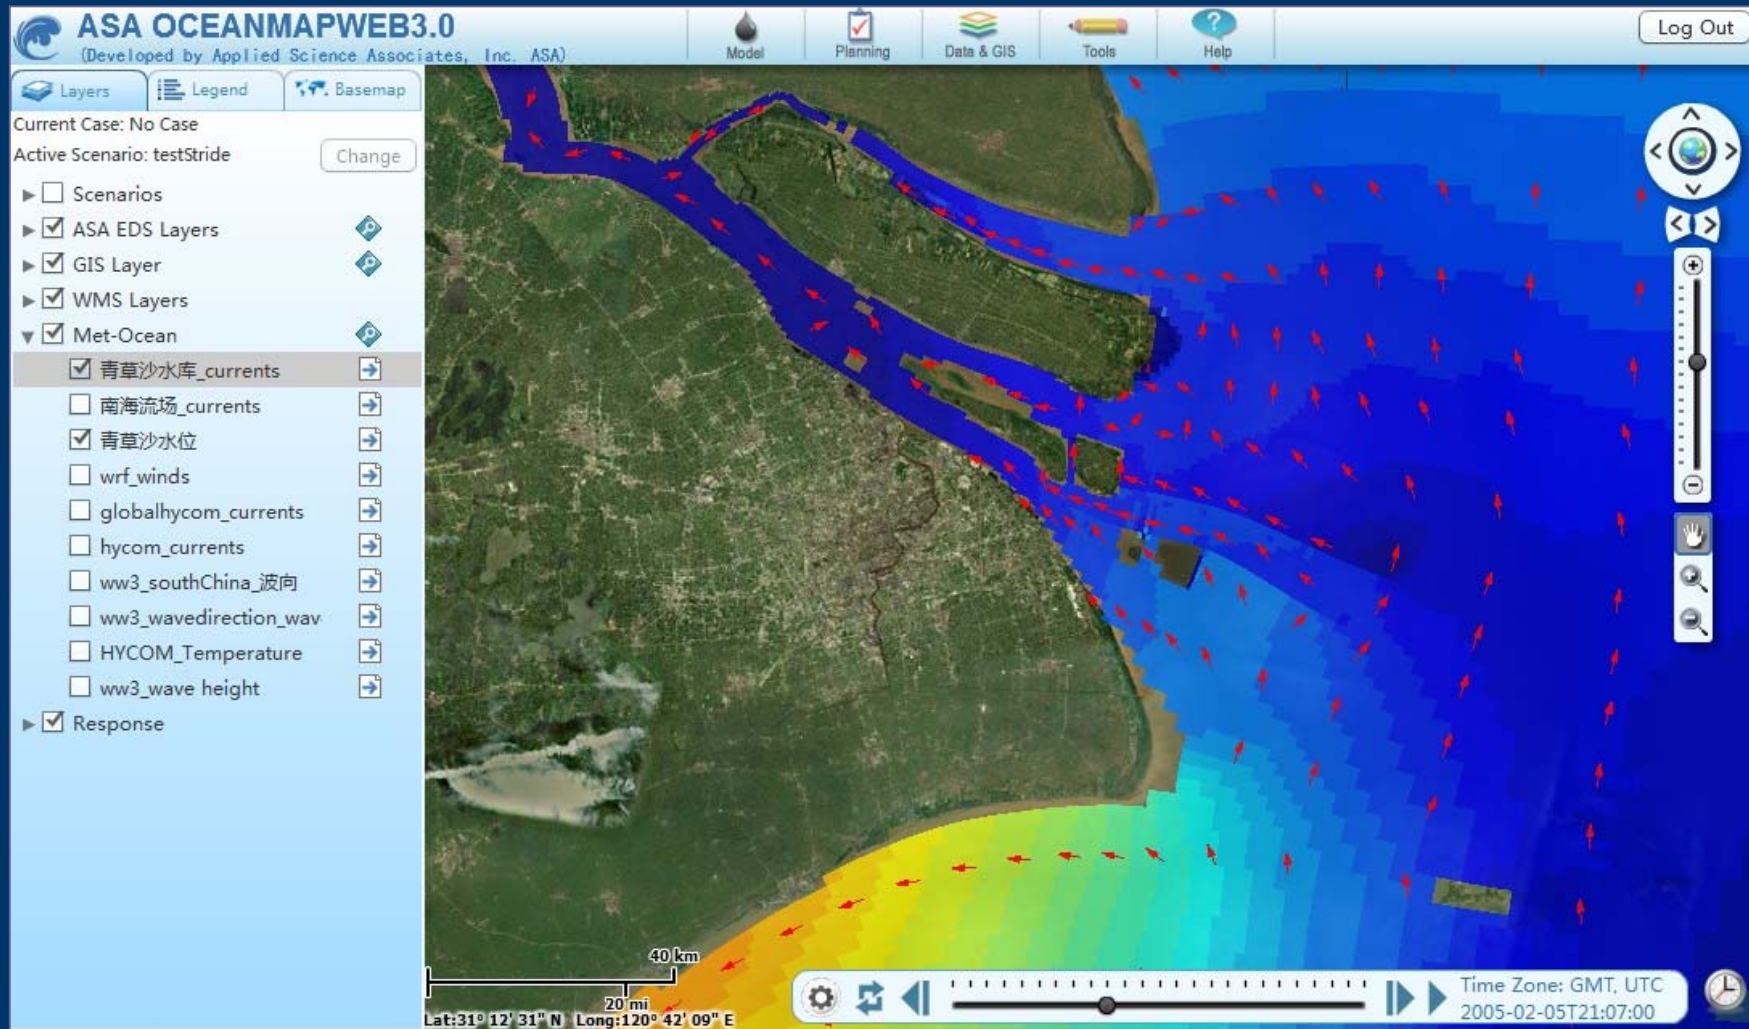 ASA OCEANMAPWEB3.0
(Developed by Applied Science Associates, Inc. ASA)
Model
Planning
Data & GIS
Tools
Help
Log Out
Layers
Legend
Basemap
Current Case: No Case
Active Scenario: testStride
Change
Scenarios
ASA EDS Layers
GIS Layer
WMS Layers
Met-Ocean
青草沙水库_currents
南海流场_currents
青草沙水位
wrf_winds
globalhycom_currents
hycom_currents
ww3_southChina_波向
ww3_wavedirection_wav
HYCOM_Temperature
ww3_wave height
Response
40 km
20 mi
Lat:31° 12' 31" N Long:120° 42' 09" E
Time Zone: GMT, UTC
2005-02-05T21:07:00